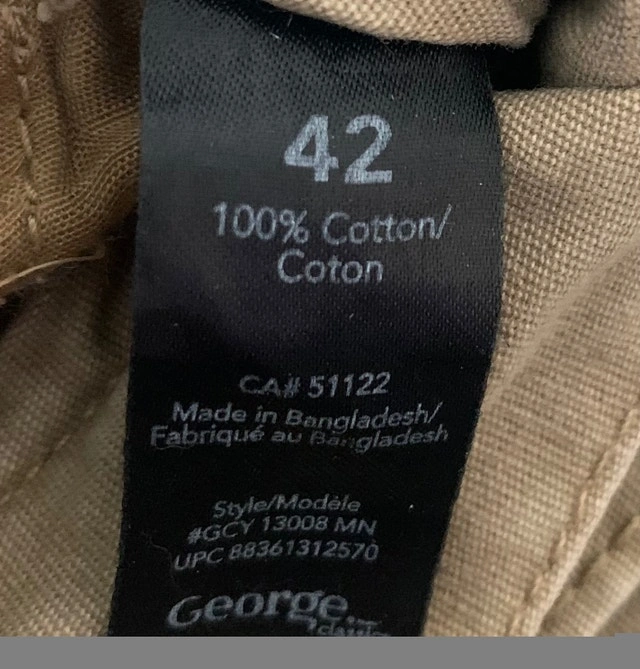 42
100% Cotton/
Coton
CA# 51122
Made in Bangladesh/
Fabriqué au Bangladesh
Style/Modèle
#GCY 13008 MN
UPC 88361312570
George